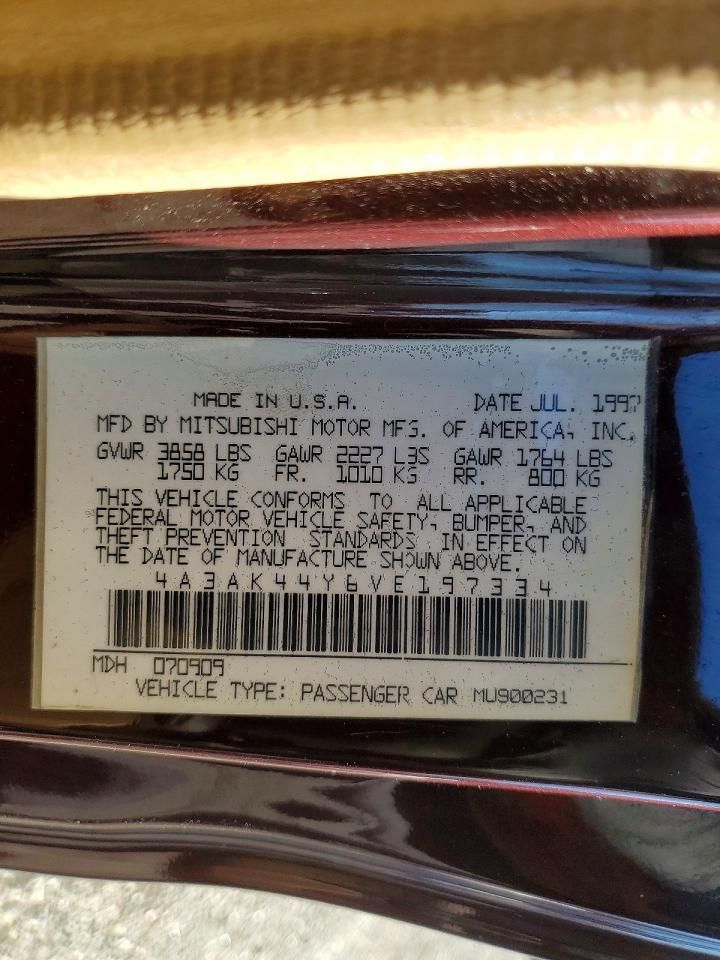 MADE IN U.S.A. DATE JUL. 1997
MFD BY MITSUBISHI MOTOR MFG. OF AMERICA, INC.
GVWR 3858 LBS GAWR 2227 LBS GAWR 1764 LBS
1750 KG FR. 1010 KG RR. 800 KG
THIS VEHICLE CONFORMS TO ALL APPLICABLE
FEDERAL MOTOR VEHICLE SAFETY, BUMPER, AND
THEFT PREVENTION STANDARDS IN EFFECT ON
THE DATE OF MANUFACTURE SHOWN ABOVE.
4A3AK44Y6VE197334
MDH 070909
VEHICLE TYPE: PASSENGER CAR MU900231